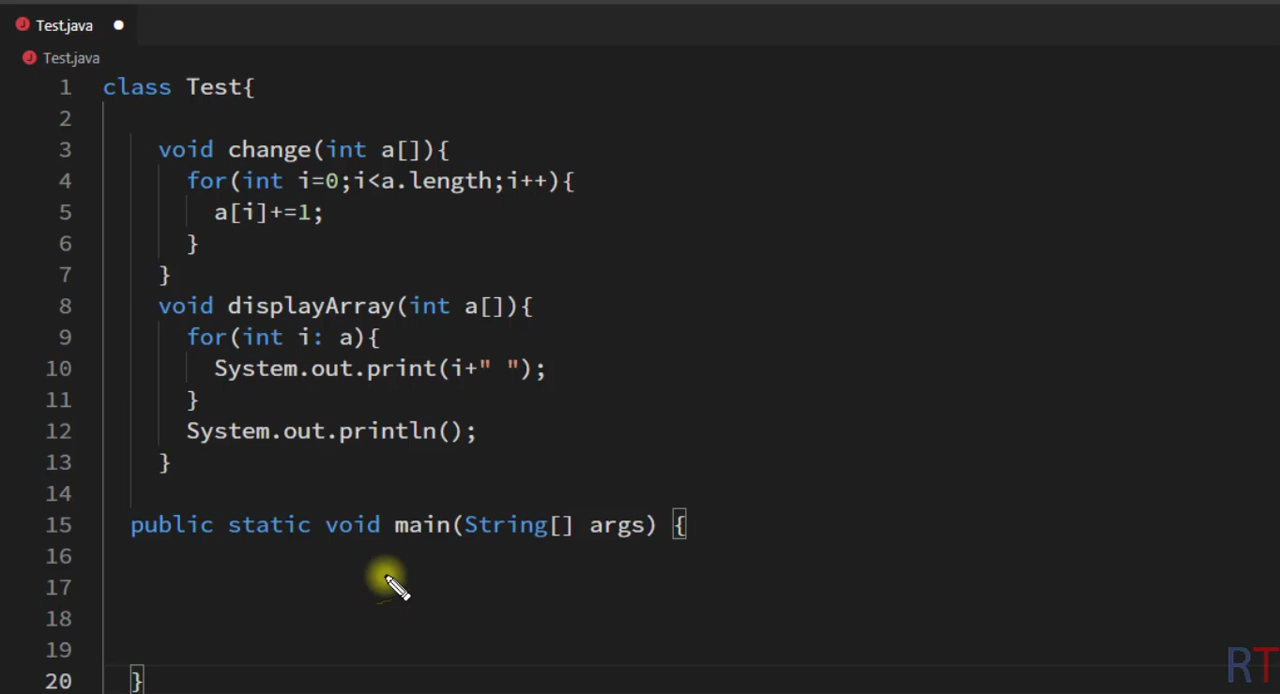 Test.java
Test.java
1 class Test{
2
3 void change(int a[]){
4 for(int i=0;i<a.length;i++){
5 a[i]+=1;
6 }
7 }
8 void displayArray(int a[]){
9 for(int i: a){
10 System.out.print(i+" ");
11 }
12 System.out.println();
13 }
14
15 public static void main(String[] args) {
16
17
18
19
20 }
RT